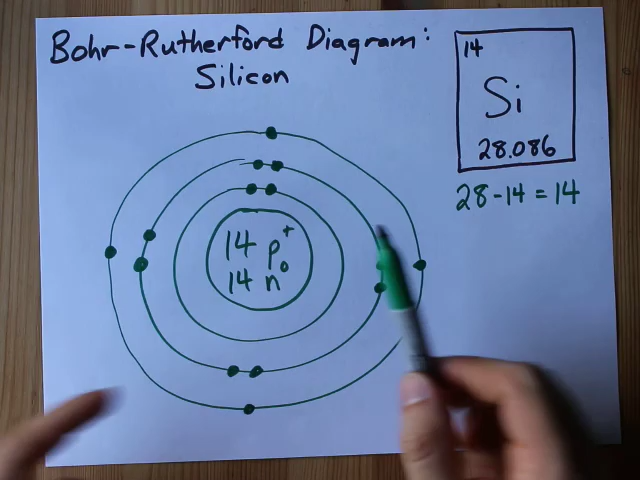 Bohr-Rutherford Diagram:
Silicon
14
Si
28.086
28-14 = 14
14 p+
14 n0